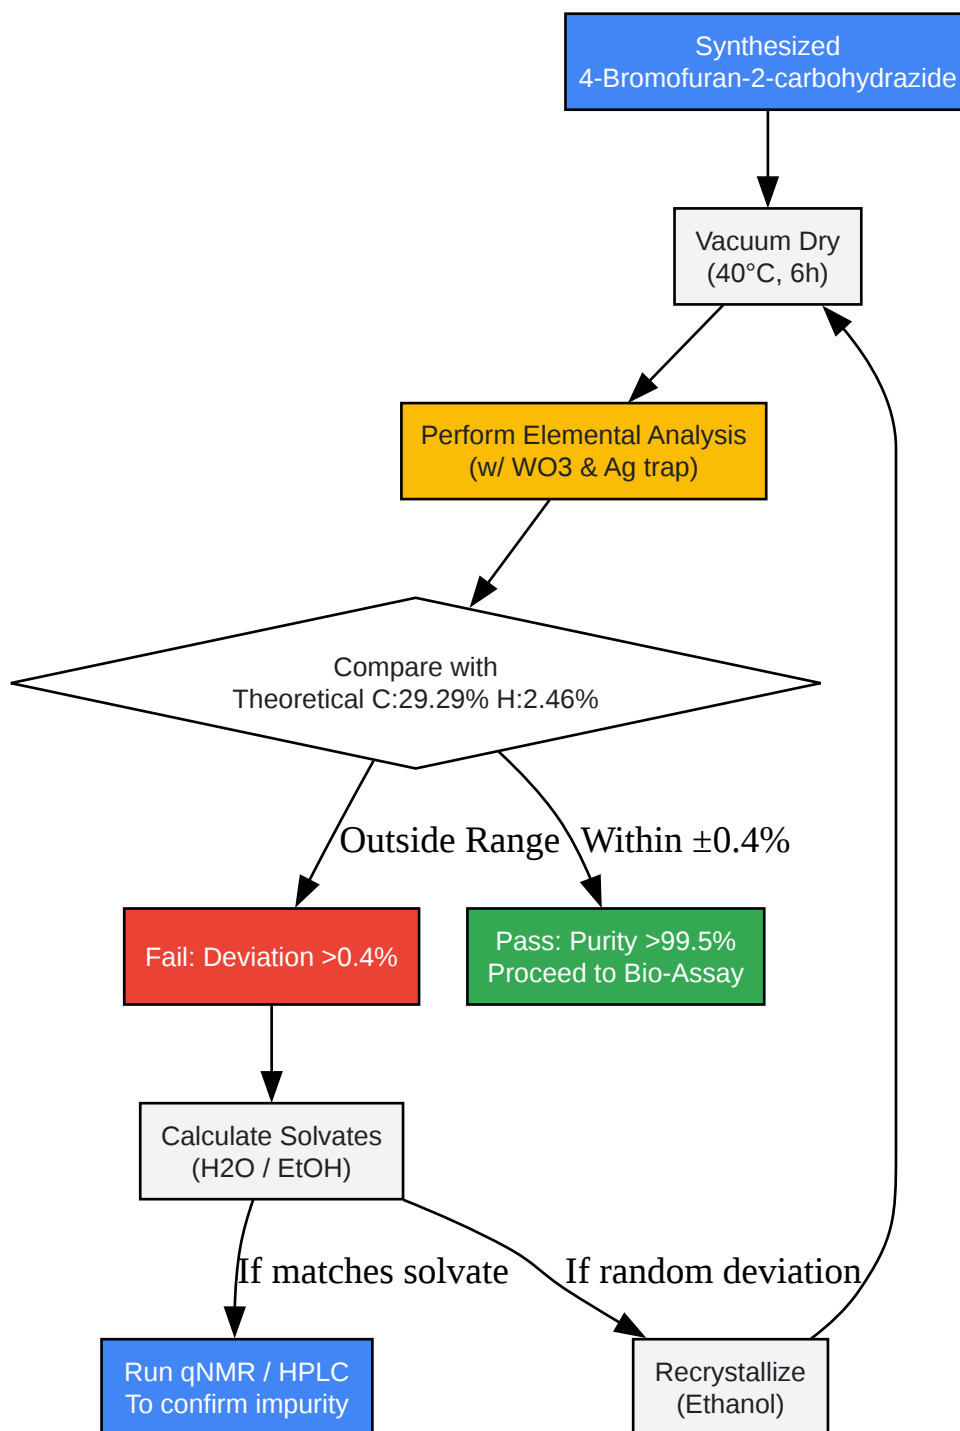 Synthesized
4-Bromofuran-2-carbohydrazide
Vacuum Dry
(40°C, 6h)
Perform Elemental Analysis
(w/ WO3 & Ag trap)
Compare with
Theoretical C:29.29% H:2.46%
Outside Range
Within ±0.4%
Fail: Deviation >0.4%
Pass: Purity >99.5%
Proceed to Bio-Assay
Calculate Solvates
(H2O / EtOH)
If matches solvate
If random deviation
Run qNMR / HPLC
To confirm impurity
Recrystallize
(Ethanol)